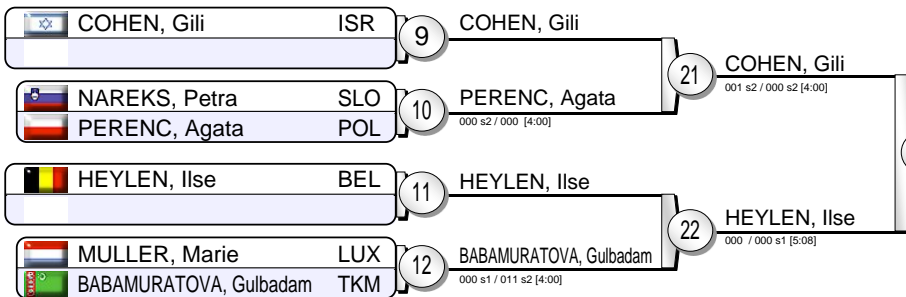 COHEN, Gili ISR
9
COHEN, Gili
NAREKS, Petra SLO
PERENC, Agata POL
10
PERENC, Agata
000 s2 / 000 [4:00]
21
COHEN, Gili
001 s2 / 000 s2 [4:00]
HEYLEN, Ilse BEL
11
HEYLEN, Ilse
MULLER, Marie LUX
BABAMURATOVA, Gulbadam TKM
12
BABAMURATOVA, Gulbadam
000 s1 / 011 s2 [4:00]
22
HEYLEN, Ilse
000 / 000 s1 [5:08]